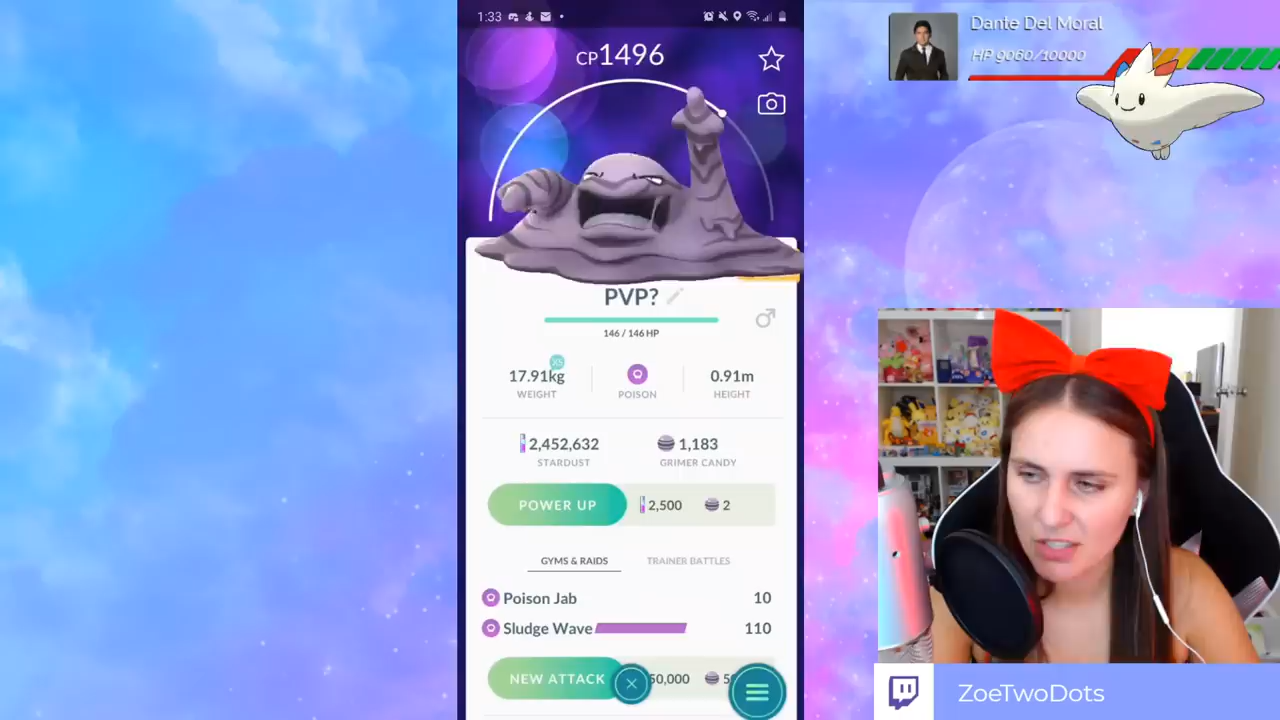 1:33
CP1496
PVP?
146 / 146 HP
XS
17.91kg
WEIGHT
POISON
0.91m
HEIGHT
2,452,632
STARDUST
1,183
GRIMER CANDY
POWER UP
2,500
2
GYMS & RAIDS
TRAINER BATTLES
Poison Jab
10
Sludge Wave
110
NEW ATTACK
50,000
Dante Del Moral
HP 9060/10000
ZoeTwoDots